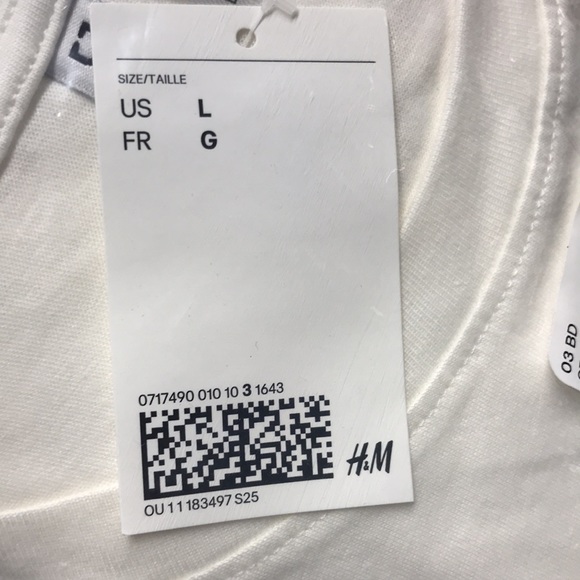 SIZE/TAILLE
US L
FR G
0717490 010 10 3 1643
H&M
OU 11 183497 S25
03 BD